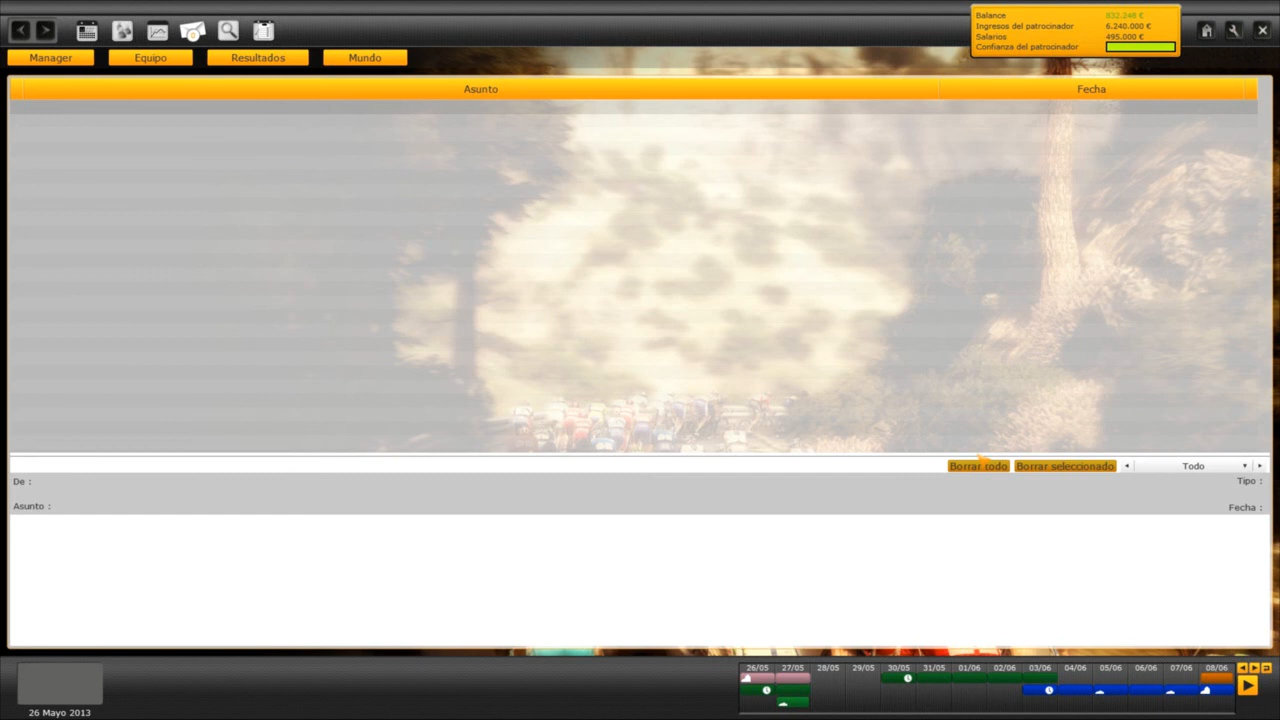 Balance 832.248 €
Ingresos del patrocinador 6.240.000 €
Salarios 495.000 €
Confianza del patrocinador
Manager Equipo Resultados Mundo
Asunto Fecha
Borrar todo Borrar seleccionado Todo
De : Tipo :
Asunto : Fecha :
26/05 27/05 28/05 29/05 30/05 31/05 01/06 02/06 03/06 04/06 05/06 06/06 07/06 08/06
26 Mayo 2013